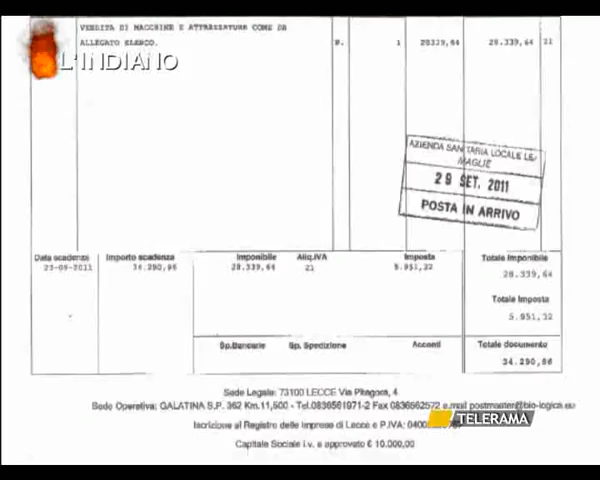 VENDITA DI MACCHINE E ATTREZZATURA COME DA
ALLEGATO ELENCO. N. 1 28339,64 28.339,64 21
L'INDIANO
AZIENDA SANITARIA LOCALE LE/
MAGLIE
29 SET. 2011
POSTA IN ARRIVO
Data scadenza Importo scadenza Imponibile Aliq.IVA Imposta Totale Imponibile
23-09-2011 34.290,96 28.339,64 21 5.951,32 28.339,64
Totale Imposta
5.951,32
Sp.Bancarie Sp. Spedizione Acconti Totale documento
34.290,96
Sede Legale: 73100 LECCE Via Pitagora, 4
Sede Operativa: GALATINA S.P. 362 Km.11,500 - Tel.0836561971-2 Fax 0836562572 e.mail postmaster@bio-logica.eu
TELERAMA
Iscrizione al Registro delle Imprese di Lecce e P.IVA:
Capitale Sociale i.v. e approvato € 10.000,00